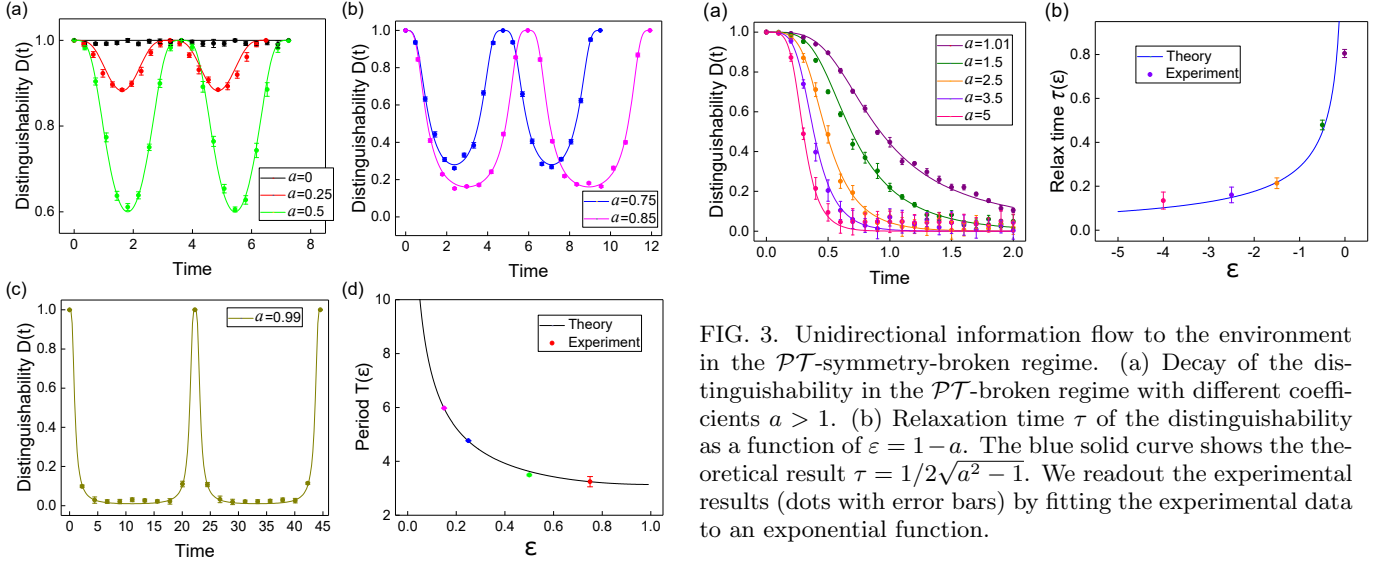 (a)
Distinguishability D(t)
1.0
0.8
0.6
0 2 4 6 8
Time
a=0
a=0.25
a=0.5
(b)
Distinguishability D(t)
1.0
0.8
0.6
0.4
0.2
0.0
0 2 4 6 8 10 12
Time
a=0.75
a=0.85
(c)
Distinguishability D(t)
1.0
0.8
0.6
0.4
0.2
0.0
0 5 10 15 20 25 30 35 40 45
Time
a=0.99
(d)
Period T(ε)
10
8
6
4
2
0.0 0.2 0.4 0.6 0.8 1.0
ε
Theory
Experiment
(a)
Distinguishability D(t)
1.0
0.8
0.6
0.4
0.2
0.0
0.0 0.5 1.0 1.5 2.0
Time
a=1.01
a=1.5
a=2.5
a=3.5
a=5
(b)
Relax time τ(ε)
0.8
0.6
0.4
0.2
0.0
-5 -4 -3 -2 -1 0
ε
Theory
Experiment
FIG. 3. Unidirectional information flow to the environment
in the PT-symmetry-broken regime. (a) Decay of the dis-
tinguishability in the PT-broken regime with different coeffi-
cients a > 1. (b) Relaxation time τ of the distinguishability
as a function of ε = 1−a. The blue solid curve shows the the-
oretical result τ = 1/2√(a² − 1). We readout the experimental
results (dots with error bars) by fitting the experimental data
to an exponential function.